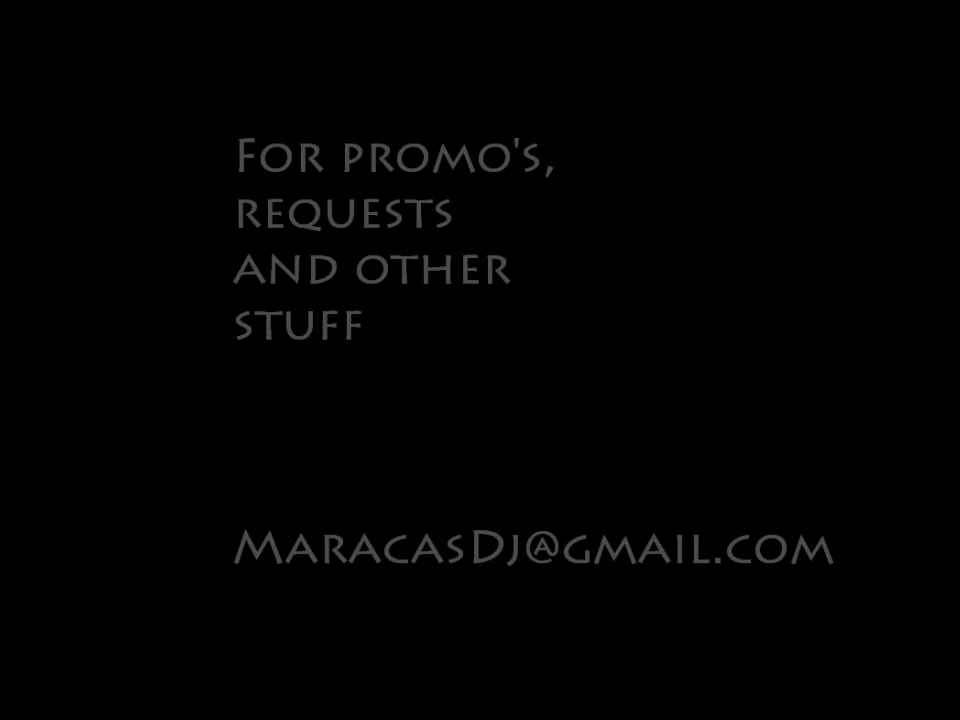 For promo's,
requests
and other
stuff
MaracasDj@gmail.com